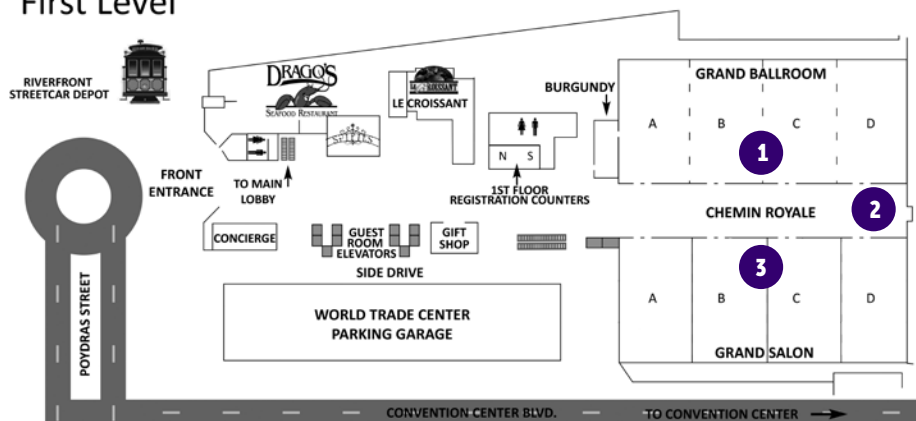 First Level
RIVERFRONT
STREETCAR DEPOT
DRAGO'S
SEAFOOD RESTAURANT
LE CROISSANT
BURGUNDY
GRAND BALLROOM
A B C D
1
N S
1ST FLOOR
REGISTRATION COUNTERS
FRONT
ENTRANCE
TO MAIN
LOBBY
CHEMIN ROYALE
2
CONCIERGE
GUEST
ROOM
ELEVATORS
GIFT
SHOP
SIDE DRIVE
3
A B C D
GRAND SALON
WORLD TRADE CENTER
PARKING GARAGE
POYDRAS STREET
CONVENTION CENTER BLVD.
TO CONVENTION CENTER